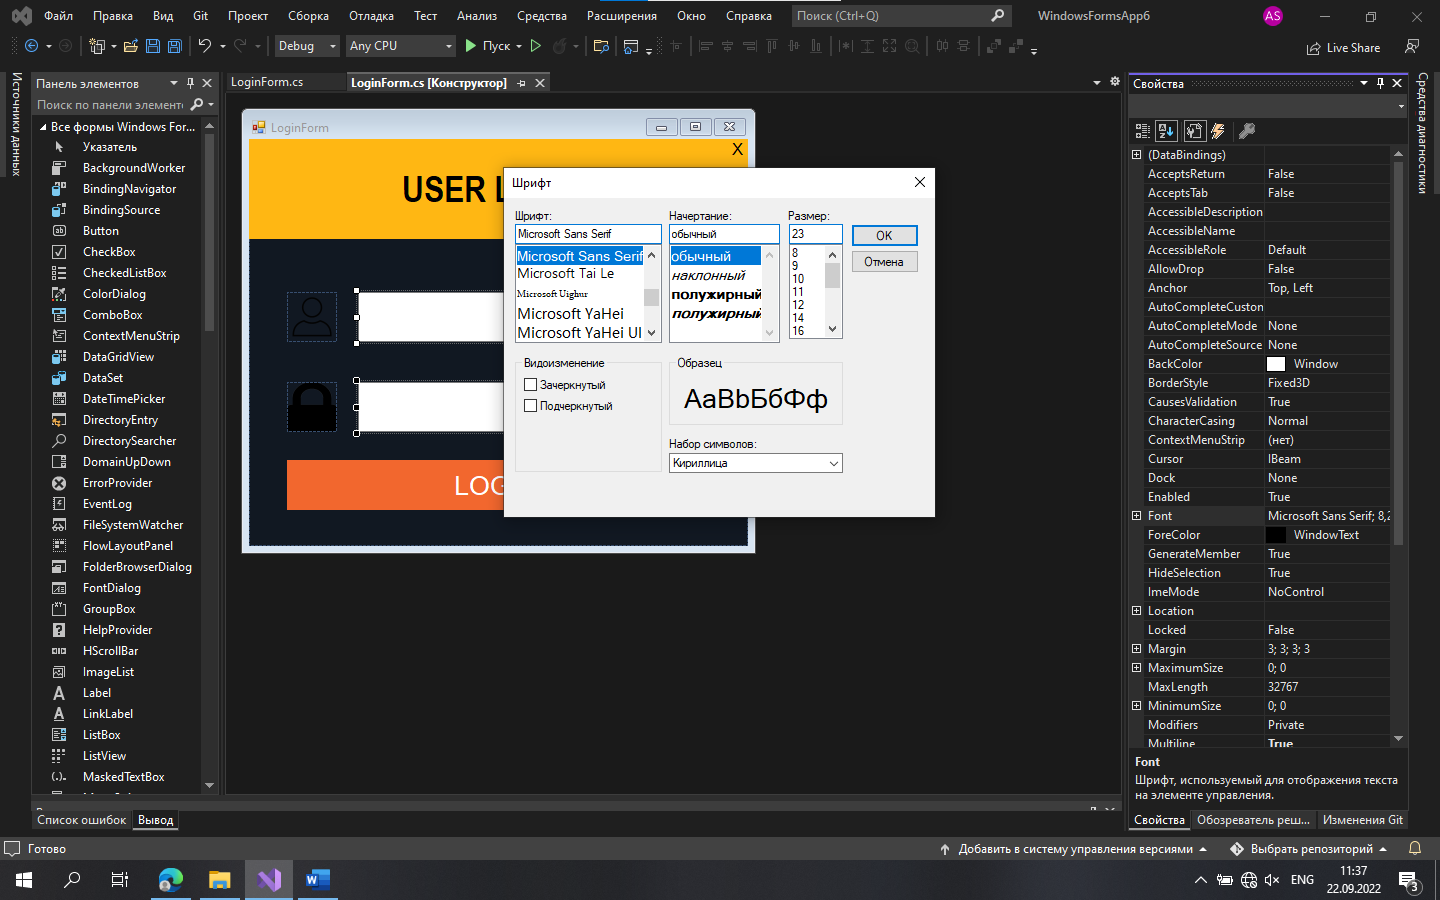 Файл Правка Вид Git Проект Сборка Отладка Тест Анализ Средства Расширения Окно Справка Поиск (Ctrl+Q) WindowsFormsApp6 AS
Debug Any CPU Пуск Live Share
Источники данных
Панель элементов
Поиск по панели элементо
Все формы Windows For...
Указатель
BackgroundWorker
BindingNavigator
BindingSource
Button
CheckBox
CheckedListBox
ColorDialog
ComboBox
ContextMenuStrip
DataGridView
DataSet
DateTimePicker
DirectoryEntry
DirectorySearcher
DomainUpDown
ErrorProvider
EventLog
FileSystemWatcher
FlowLayoutPanel
FolderBrowserDialog
FontDialog
GroupBox
HelpProvider
HScrollBar
ImageList
Label
LinkLabel
ListBox
ListView
MaskedTextBox
LoginForm.cs LoginForm.cs [Конструктор]
LoginForm
X
USER L
LOG
Шрифт
Шрифт: Начертание: Размер:
Microsoft Sans Serif обычный 23 OK
Отмена
Microsoft Sans Serif
Microsoft Tai Le
Microsoft Uighur
Microsoft YaHei
Microsoft YaHei UI
обычный
наклонный
полужирный
полужирный
8
9
10
11
12
14
16
Видоизменение
Зачеркнутый
Подчеркнутый
Образец
АаBbБбФф
Набор символов:
Кириллица
Свойства
(DataBindings)
AcceptsReturn False
AcceptsTab False
AccessibleDescription
AccessibleName
AccessibleRole Default
AllowDrop False
Anchor Top, Left
AutoCompleteCustom
AutoCompleteMode None
AutoCompleteSource None
BackColor Window
BorderStyle Fixed3D
CausesValidation True
CharacterCasing Normal
ContextMenuStrip (нет)
Cursor IBeam
Dock None
Enabled True
Font Microsoft Sans Serif; 8,2
ForeColor WindowText
GenerateMember True
HideSelection True
ImeMode NoControl
Location
Locked False
Margin 3; 3; 3; 3
MaximumSize 0; 0
MaxLength 32767
MinimumSize 0; 0
Modifiers Private
Multiline True
Font
Шрифт, используемый для отображения текста
на элементе управления.
Свойства Обозреватель реш... Изменения Git
Средства диагностики
Список ошибок Вывод
Готово Добавить в систему управления версиями Выбрать репозиторий
ENG 11:37
22.09.2022
3